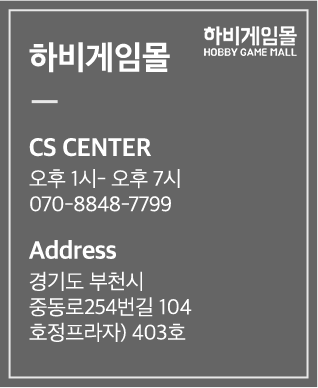 하비게임몰
하비게임몰
HOBBY GAME MALL
—
CS CENTER
오후 1시- 오후 7시
070-8848-7799
Address
경기도 부천시
중동로254번길 104
호정프라자) 403호